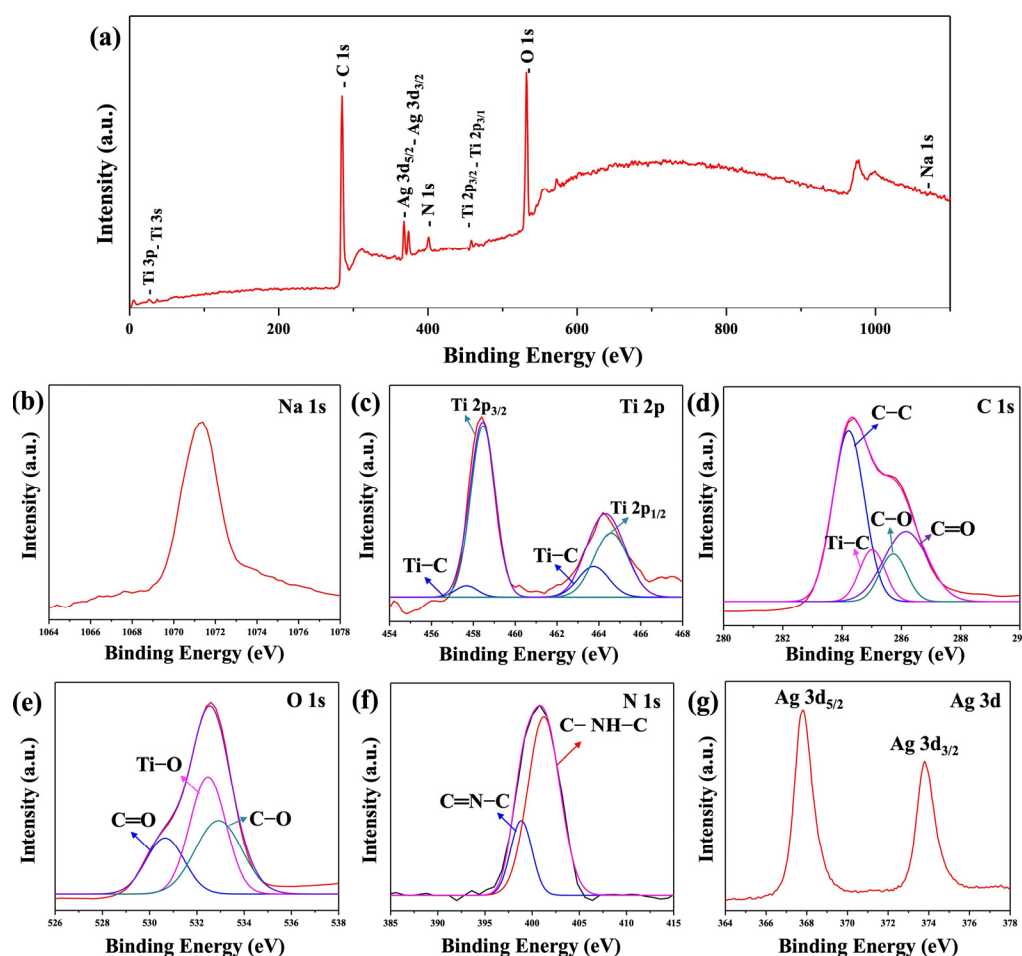 (a)
Intensity (a.u.)
- Ti 3p
- Ti 3s
- C 1s
- Ag 3d5/2
- Ag 3d3/2
- N 1s
- Ti 2p3/2
- Ti 2p3/1
- O 1s
- Na 1s
0 200 400 600 800 1000
Binding Energy (eV)
(b)
Na 1s
Intensity (a.u.)
1064 1066 1068 1070 1072 1074 1076 1078
Binding Energy (eV)
(c)
Ti 2p3/2
Ti 2p
Ti 2p1/2
Ti–C
Ti–C
Intensity (a.u.)
454 456 458 460 462 464 466 468
Binding Energy (eV)
(d)
C 1s
C–C
C–O
Ti–C
C=O
Intensity (a.u.)
280 282 284 286 288 29
Binding Energy (eV)
(e)
O 1s
Ti–O
C=O
C–O
Intensity (a.u.)
526 528 530 532 534 536 538
Binding Energy (eV)
(f)
N 1s
C– NH–C
C=N–C
Intensity (a.u.)
385 390 395 400 405 410 415
Binding Energy (eV)
(g)
Ag 3d5/2
Ag 3d
Ag 3d3/2
Intensity (a.u.)
364 366 368 370 372 374 376 378
Binding Energy (eV)